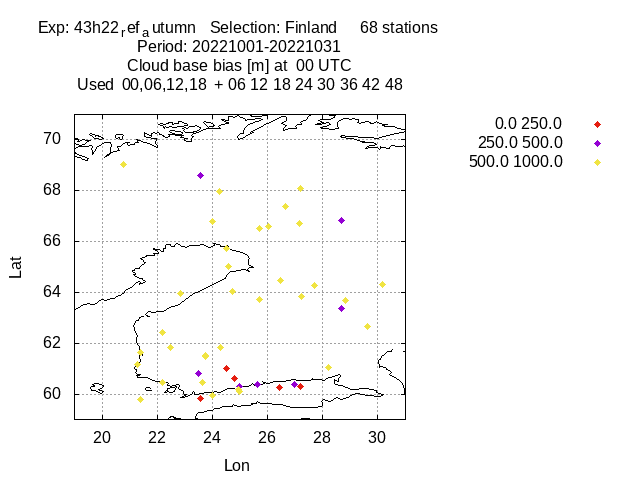 Exp: 43h22ref autumn Selection: Finland 68 stations
Period: 20221001-20221031
Cloud base bias [m] at 00 UTC
Used 00,06,12,18 + 06 12 18 24 30 36 42 48
0.0 250.0
250.0 500.0
500.0 1000.0
70
68
66
64
62
60
Lat
20 22 24 26 28 30
Lon